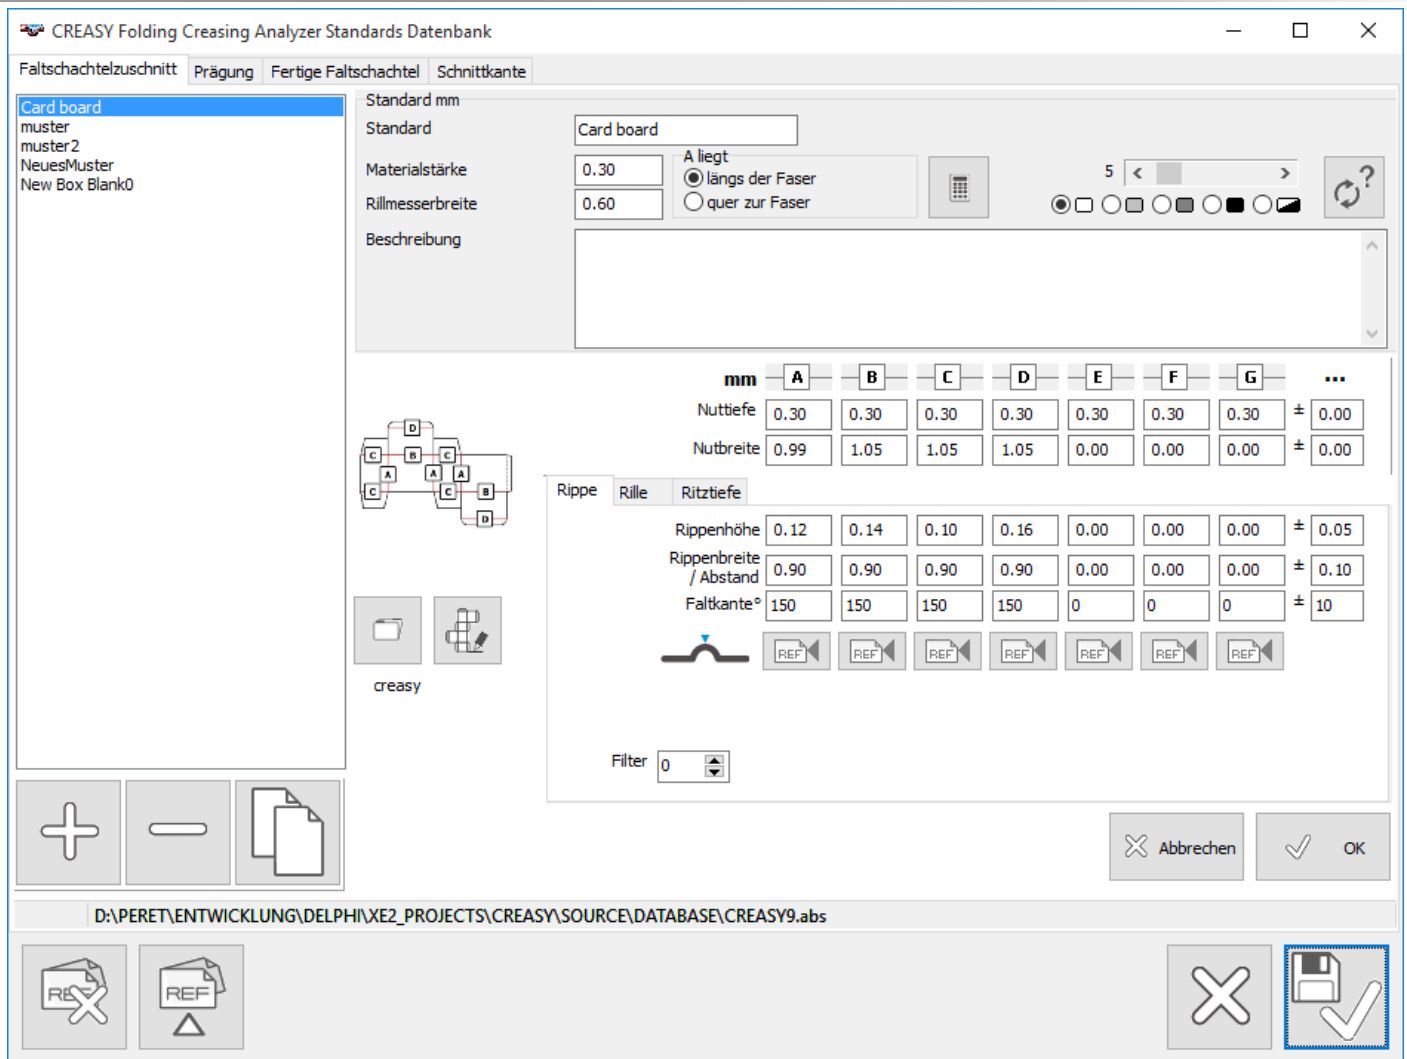 CREASY Folding Creasing Analyzer Standards Datenbank
Faltschachtelzuschnitt Prägung Fertige Faltschachtel Schnittkante
Card board
muster
muster2
NeuesMuster
New Box Blank0
Standard mm
Standard Card board
Materialstärke 0.30
Rillmesserbreite 0.60
A liegt
längs der Faser
quer zur Faser
5
?
Beschreibung
mm A B C D E F G ...
Nuttiefe 0.30 0.30 0.30 0.30 0.30 0.30 0.30 ± 0.00
Nutbreite 0.99 1.05 1.05 1.05 0.00 0.00 0.00 ± 0.00
D
C B C
A A A
C C B
D
creasy
Rippe Rille Ritztiefe
Rippenhöhe 0.12 0.14 0.10 0.16 0.00 0.00 0.00 ± 0.05
Rippenbreite
/ Abstand 0.90 0.90 0.90 0.90 0.00 0.00 0.00 ± 0.10
Faltkante° 150 150 150 150 0 0 0 ± 10
REF REF REF REF REF REF REF
Filter 0
Abbrechen OK
D:\PERET\ENTWICKLUNG\DELPHI\XE2_PROJECTS\CREASY\SOURCE\DATABASE\CREASY9.abs
REF REF